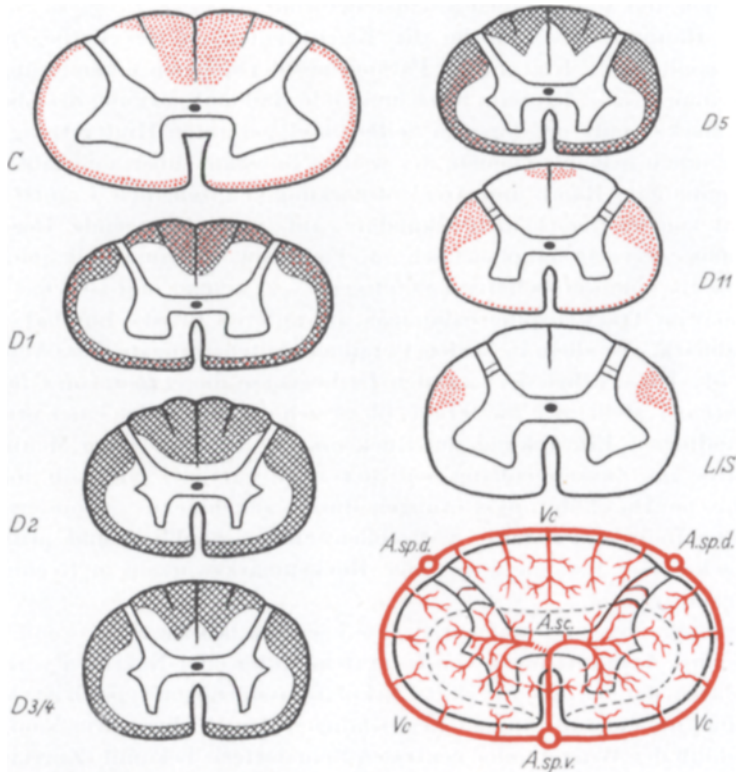 C
D1
D2
D3/4
D5
D11
L/S
Vc
A.sp.d.
A.sp.d.
A.sc.
Vc
Vc
A.sp.v.